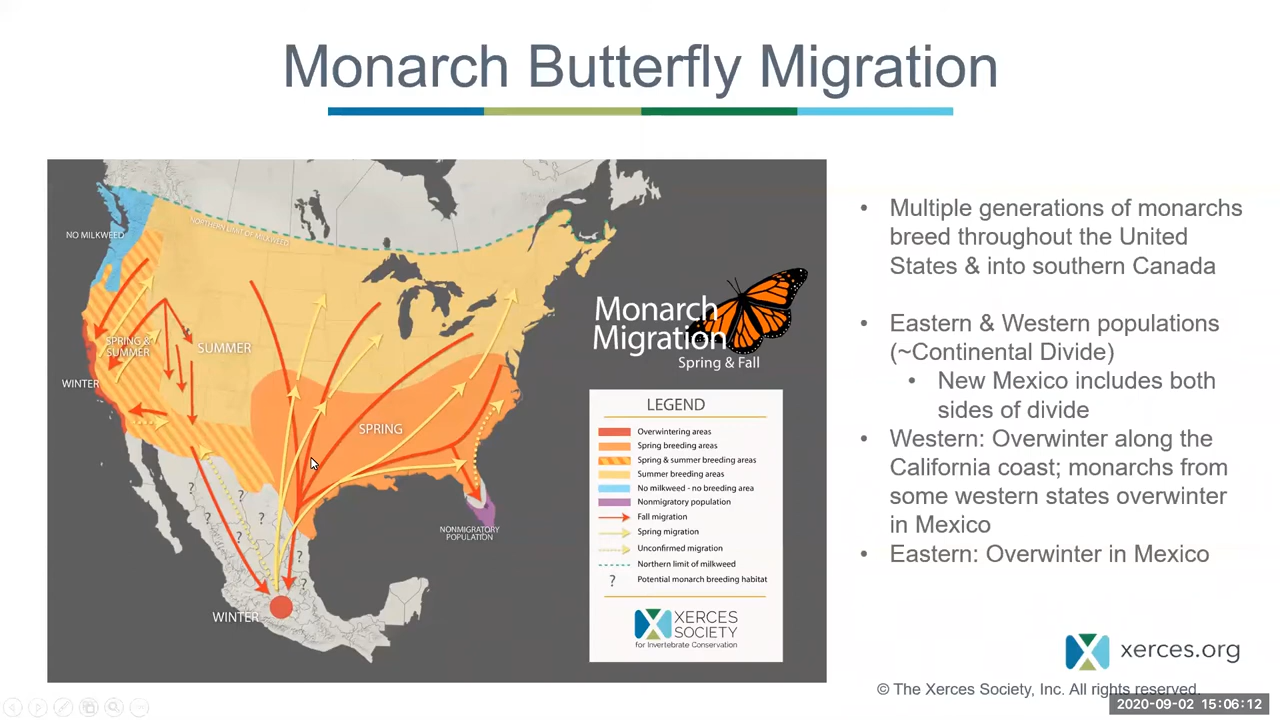 Monarch Butterfly Migration
NO MILKWEED
NORTHERN LIMIT OF MILKWEED
SPRING &
SUMMER
SUMMER
WINTER
SPRING
?
?
?
?
?
?
NONMIGRATORY
POPULATION
WINTER
Monarch
Migration
Spring & Fall
LEGEND
Overwintering areas
Spring breeding areas
Spring & summer breeding areas
Summer breeding areas
No milkweed - no breeding area
Nonmigratory population
Fall migration
Spring migration
Unconfirmed migration
Northern limit of milkweed
? Potential monarch breeding habitat
XERCES
SOCIETY
for Invertebrate Conservation
• Multiple generations of monarchs
breed throughout the United
States & into southern Canada
• Eastern & Western populations
(~Continental Divide)
• New Mexico includes both
sides of divide
• Western: Overwinter along the
California coast; monarchs from
some western states overwinter
in Mexico
• Eastern: Overwinter in Mexico
xerces.org
© The Xerces Society, Inc. All rights reserved.
2020-09-02 15:06:12